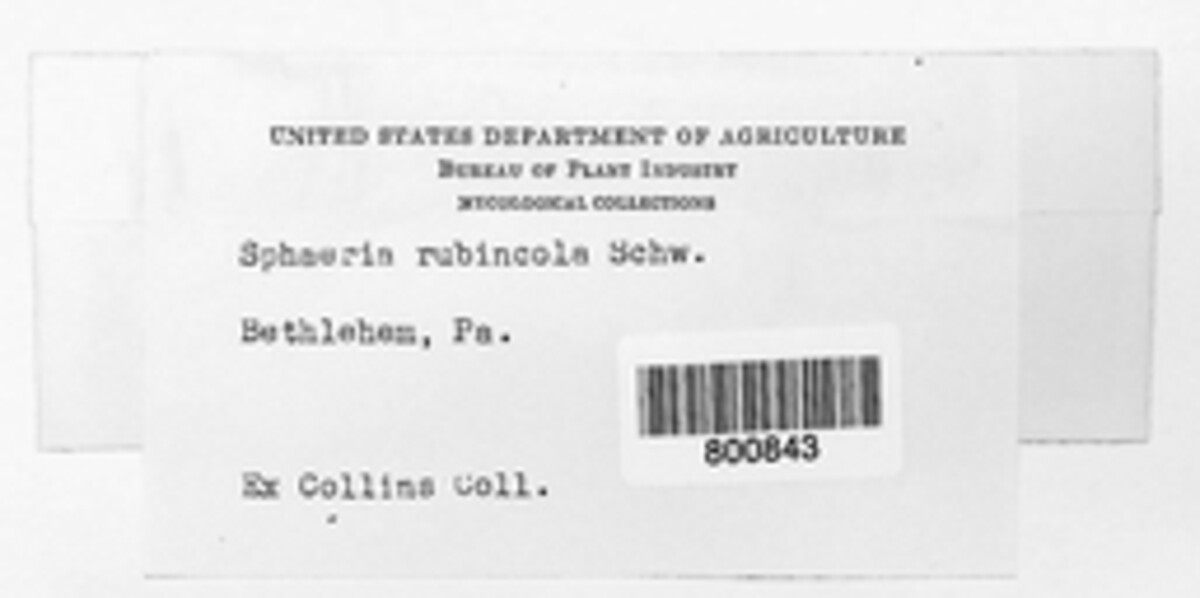 UNITED STATES DEPARTMENT OF AGRICULTURE
BUREAU OF PLANT INDUSTRY
MYCOLOGICAL COLLECTIONS
Sphaeria rubincola Schw.
Bethlehem, Pa.
800843
Ex Collins Coll.